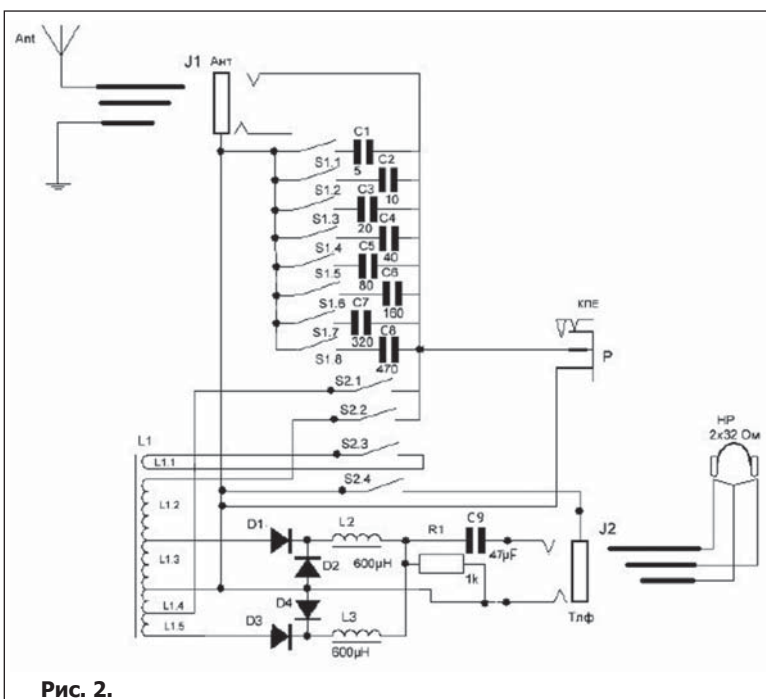 Ant
J1 Ант
C1
S1.1
5
C2
S1.2
10
C3
S1.3
20
C4
S1.4
40
C5
S1.5
80
C6
S1.6
160
C7
S1.7
320
C8
S1.8
470
КПЕ
P
S2.1
S2.2
S2.3
S2.4
L1
L1.1
L1.2
L1.3
L1.4
L1.5
D1.
L2
600μH
D2
D4
D3
L3
600μH
R1
1k
C9
47μF
J2
Тлф
HP
2x32 Ом
Рис. 2.